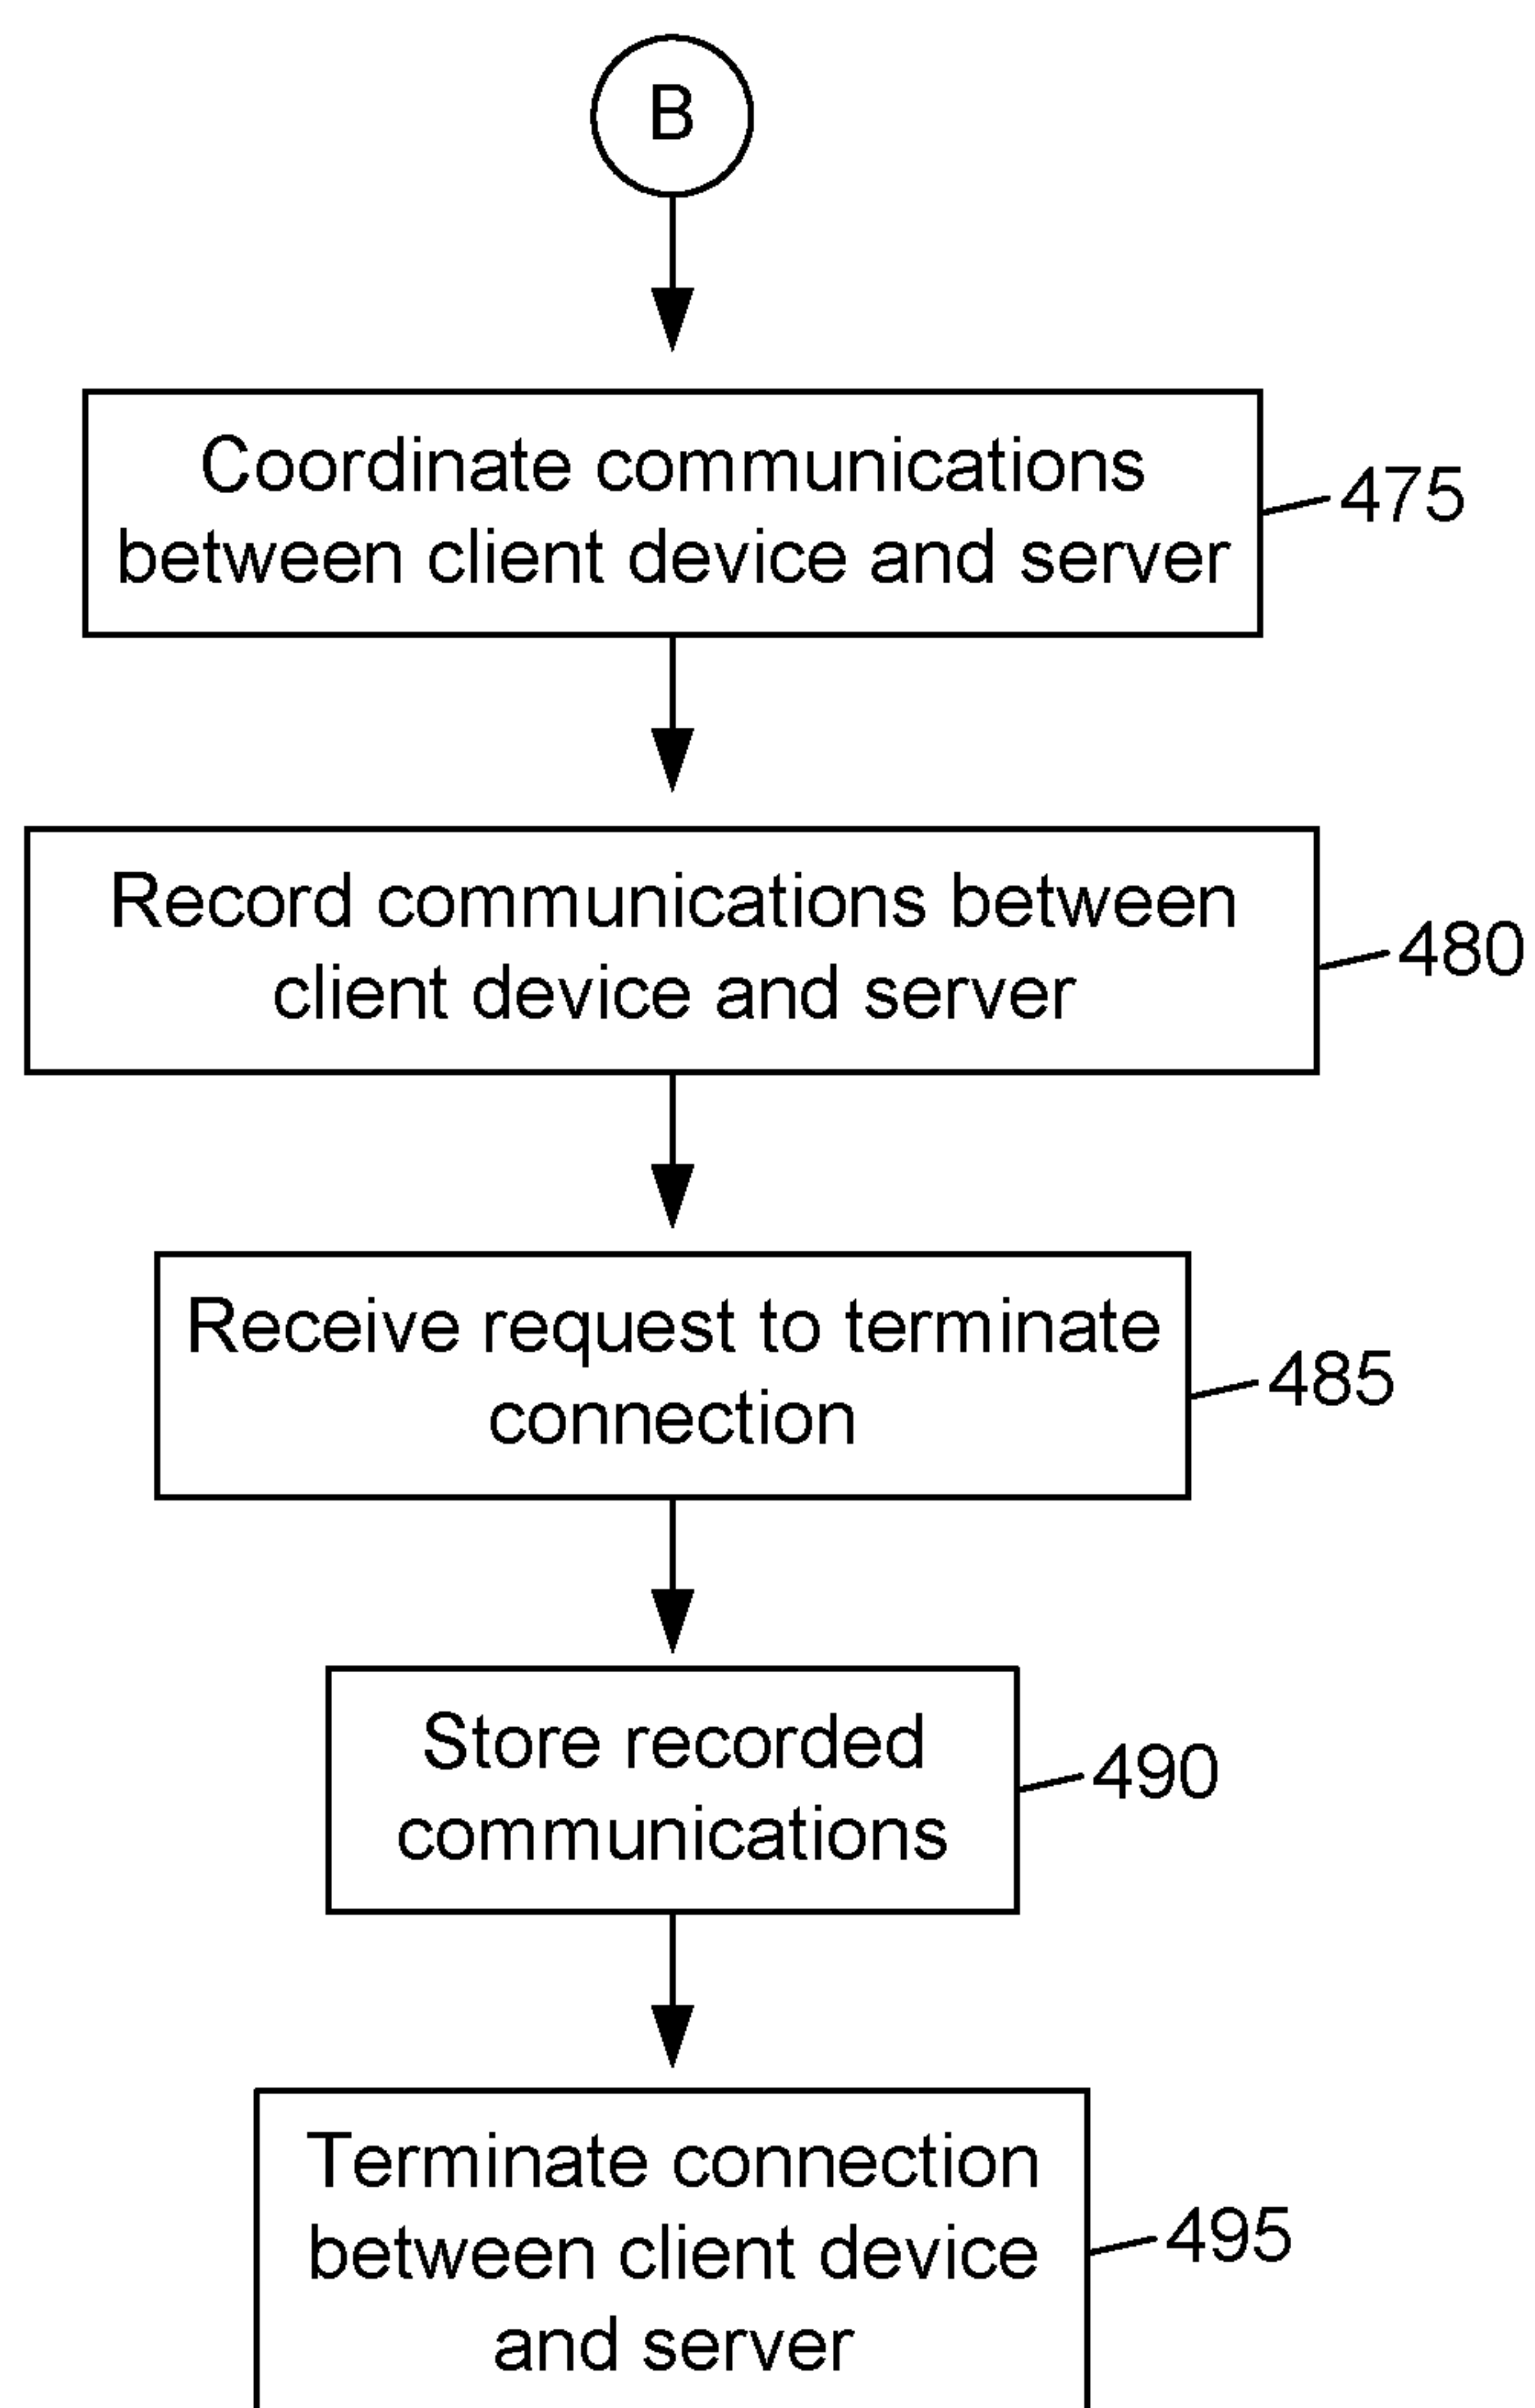 B
Coordinate communications
between client device and server
475
Record communications between
client device and server
480
Receive request to terminate
connection
485
Store recorded
communications
490
Terminate connection
between client device
and server
495